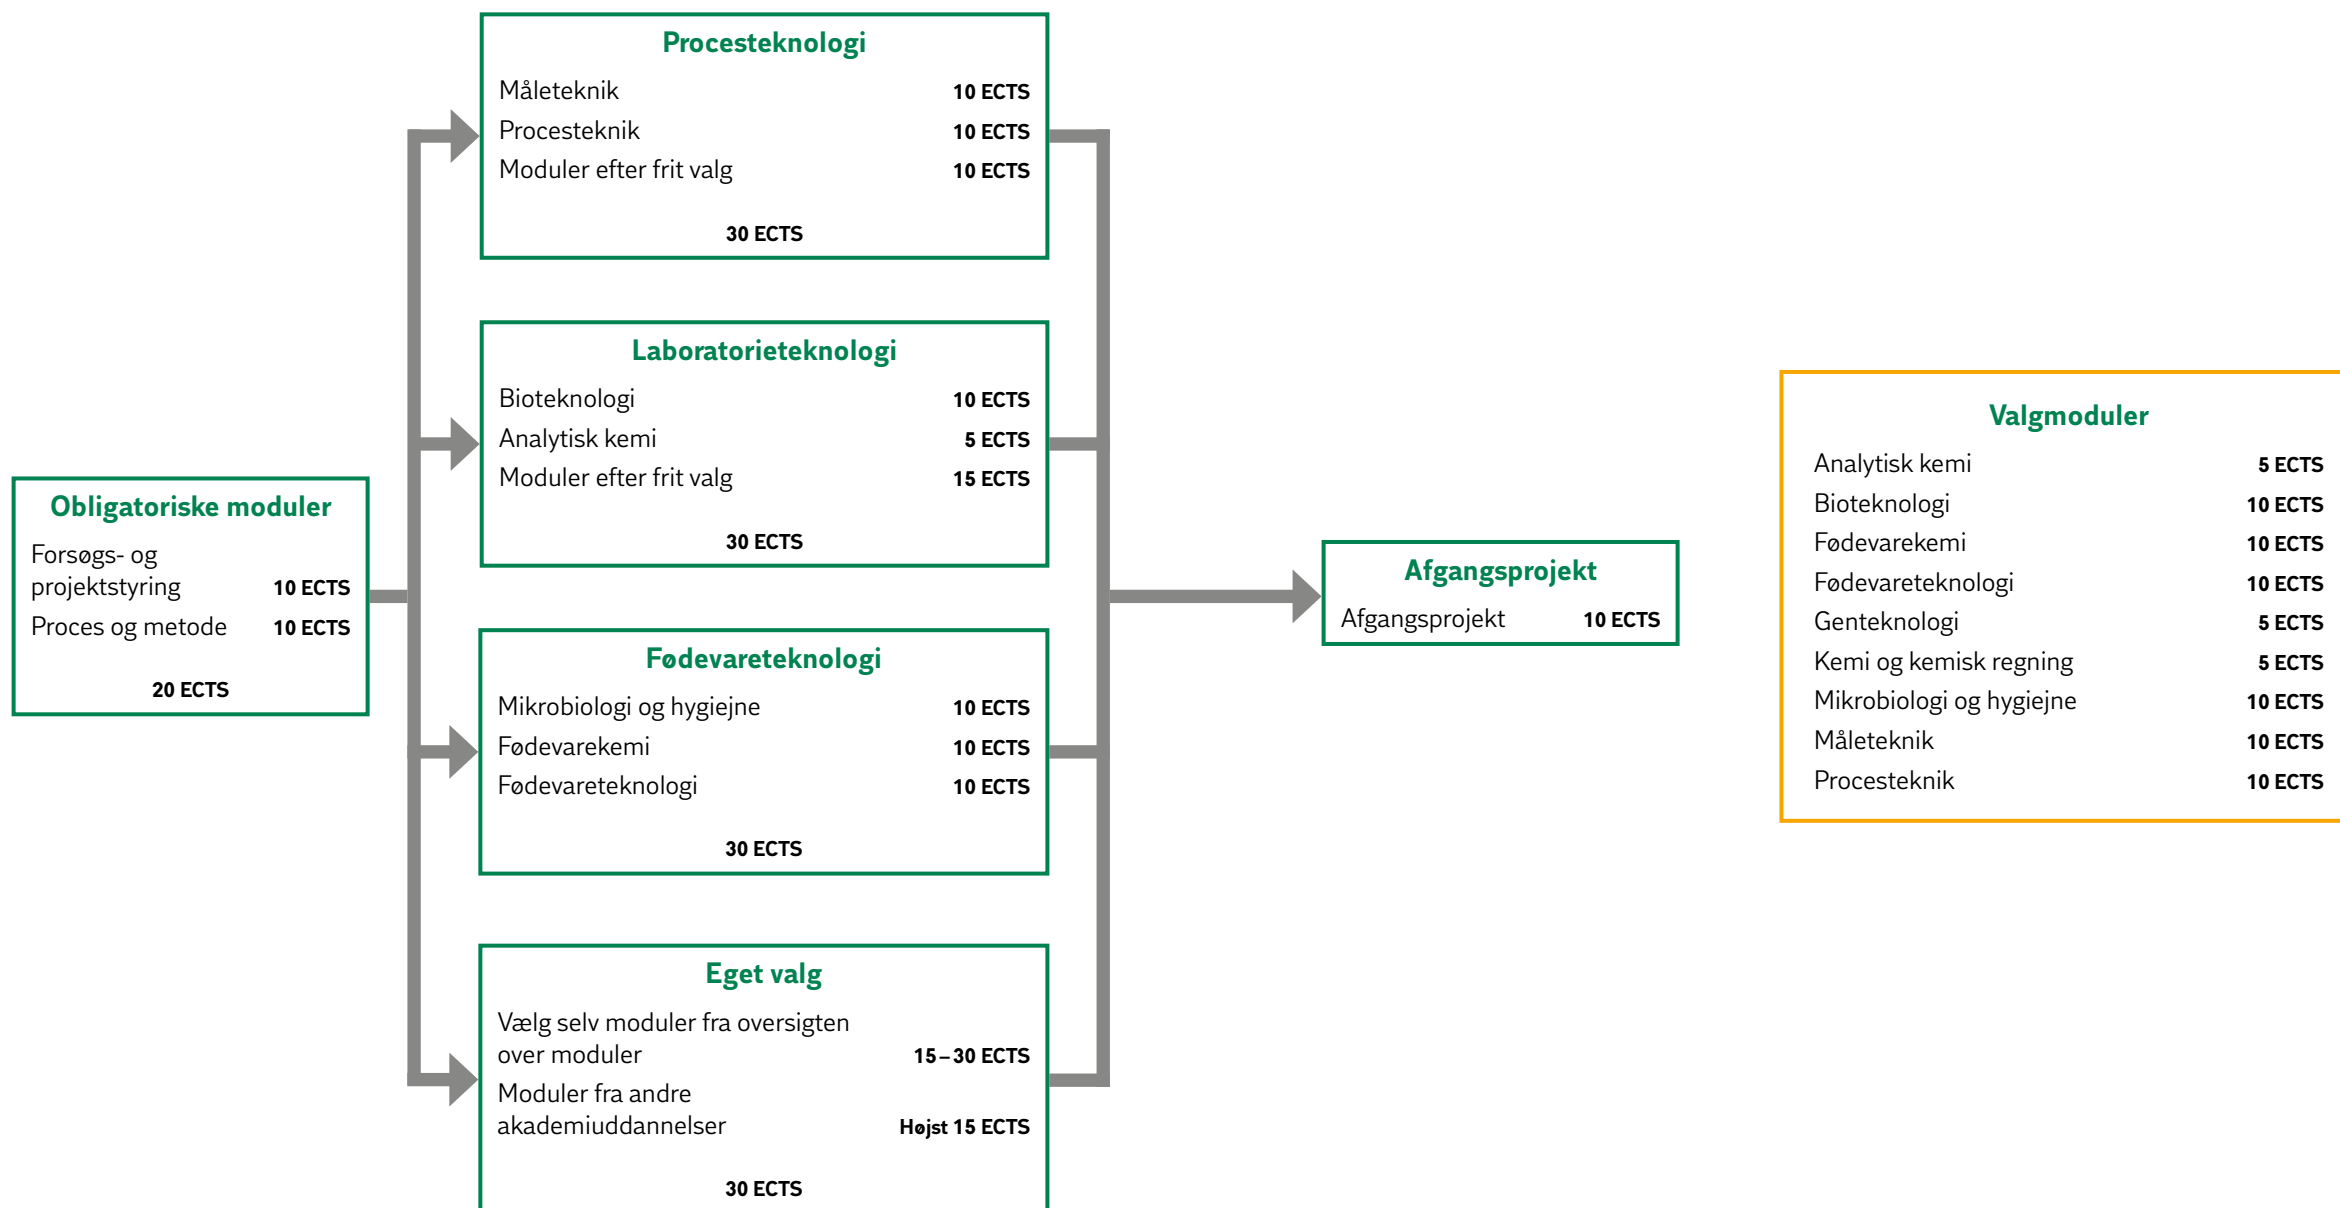 Obligatoriske moduler
Forsøgs- og
projektstyring 10 ECTS
Proces og metode 10 ECTS
20 ECTS
Procesteknologi
Måleteknik 10 ECTS
Procesteknik 10 ECTS
Moduler efter frit valg 10 ECTS
30 ECTS
Laboratorieteknologi
Bioteknologi 10 ECTS
Analytisk kemi 5 ECTS
Moduler efter frit valg 15 ECTS
30 ECTS
Fødevareteknologi
Mikrobiologi og hygiejne 10 ECTS
Fødevarekemi 10 ECTS
Fødevareteknologi 10 ECTS
30 ECTS
Eget valg
Vælg selv moduler fra oversigten
over moduler 15–30 ECTS
Moduler fra andre
akademiuddannelser Højst 15 ECTS
30 ECTS
Afgangsprojekt
Afgangsprojekt 10 ECTS
Valgmoduler
Analytisk kemi 5 ECTS
Bioteknologi 10 ECTS
Fødevarekemi 10 ECTS
Fødevareteknologi 10 ECTS
Genteknologi 5 ECTS
Kemi og kemisk regning 5 ECTS
Mikrobiologi og hygiejne 10 ECTS
Måleteknik 10 ECTS
Procesteknik 10 ECTS